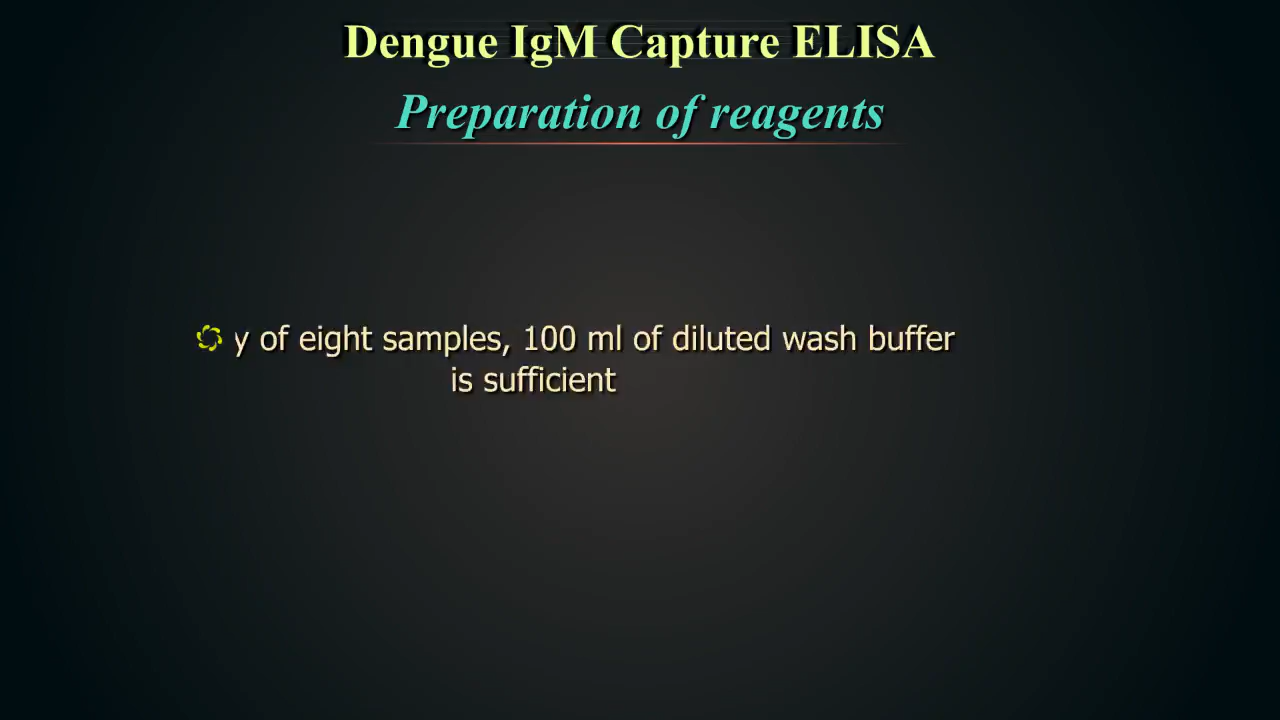 Dengue IgM Capture ELISA
Preparation of reagents
y of eight samples, 100 ml of diluted wash buffer
is sufficient